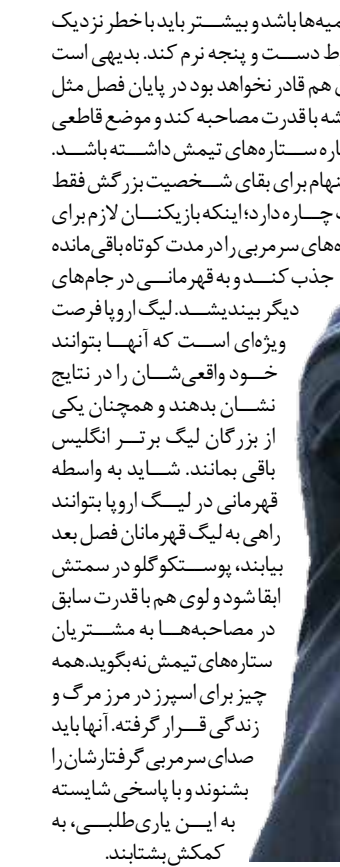 میه‌ها باشد و بیشتر باید با خطر نزدیک
دست و پنجه نرم کند. بدیهی است
هم قادر نخواهد بود در پایان فصل مثل
با قدرت مصاحبه کند و موضع قاطعی
ستاره‌های تیمش داشته باشد.
برای بقای شخصیت بزرگش فقط
چاره دارد؛ اینکه بازیکنان لازم برای
سرمربی را در مدت کوتاه باقی‌مانده
جذب کند و به قهرمانی در جام‌های
دیگر بیندیشد. لیگ اروپا فرصت
ویژه‌ای است که آنها بتوانند
خود واقعی‌شان را در نتایج
نشان بدهند و همچنان یکی
از بزرگان لیگ برتر انگلیس
باقی بمانند. شاید به واسطه
قهرمانی در لیگ اروپا بتوانند
راهی به لیگ قهرمانان فصل بعد
بیابند، پوستکوگلو در سمتش
ابقا شود و لوی هم با قدرت سابق
در مصاحبه‌ها به مشتریان
ستاره‌های تیمش نه بگوید. همه
چیز برای اسپرز در مرز مرگ و
زندگی قرار گرفته. آنها باید
صدای سرمربی گرفتارشان را
بشنوند و با پاسخی شایسته
به این یاری‌طلبی، به
کمکش بشتابند.